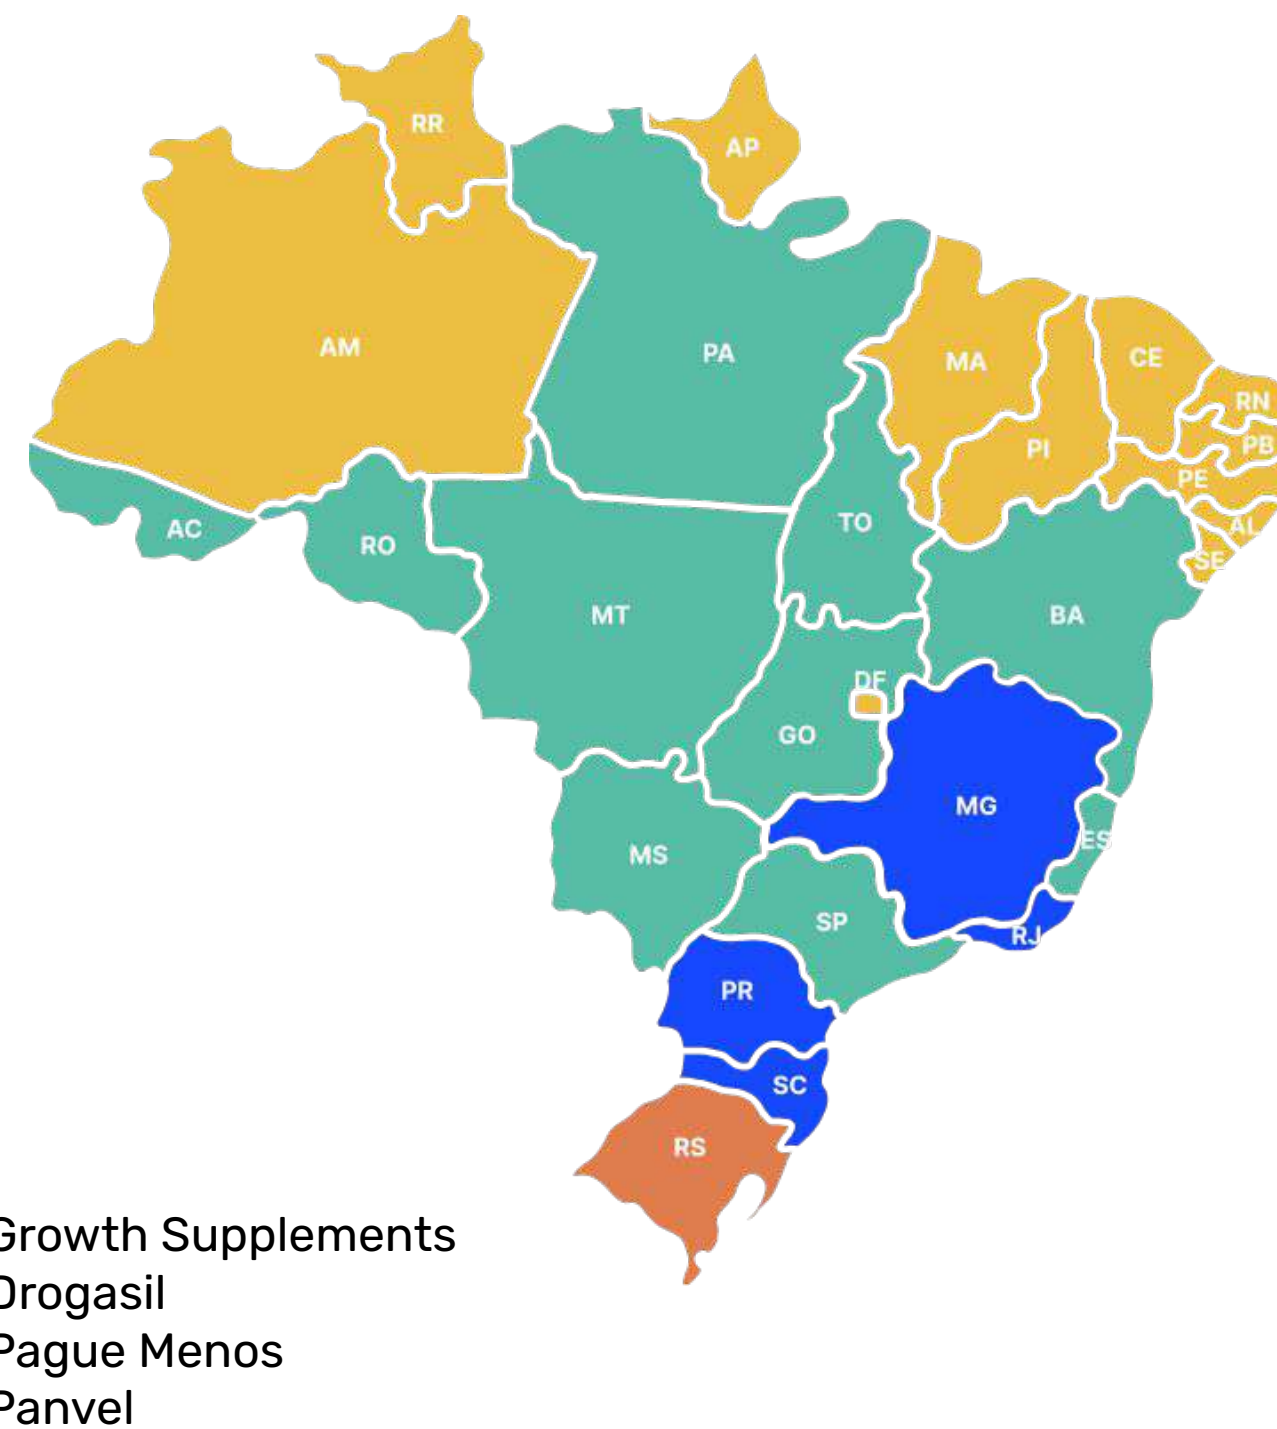 RR
AP
AM
PA
MA
CE
RN
PB
PI
PE
AL
SE
AC
RO
TO
MT
BA
DF
GO
MG
MS
ES
SP
RJ
PR
SC
RS
Growth Supplements
Drogasil
Pague Menos
Panvel